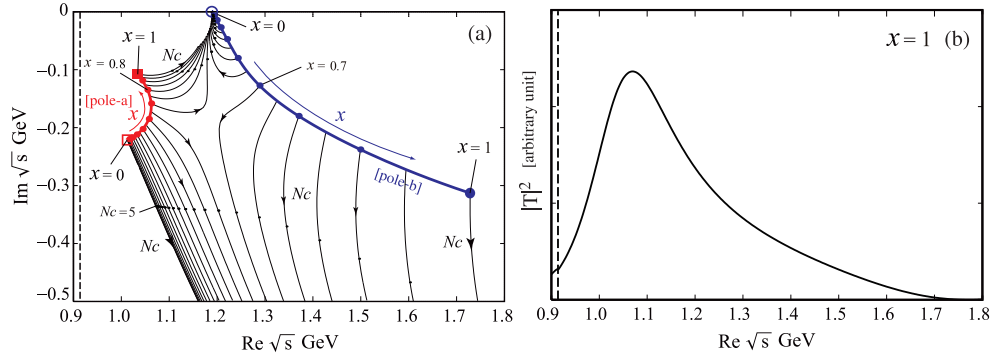 0
−0.1
−0.2
−0.3
−0.4
−0.5
Im √s GeV
0.9 1.0 1.1 1.2 1.3 1.4 1.5 1.6 1.7 1.8
Re √s GeV
(a)
x=0
x=1
Nc
x=0.8
x=0.7
[pole-a]
x
x
x=1
x=0
[pole-b]
Nc
Nc=5
Nc
Nc
x=1 (b)
|T|² [arbitrary unit]
0.9 1.0 1.1 1.2 1.3 1.4 1.5 1.6 1.7 1.8
Re √s GeV